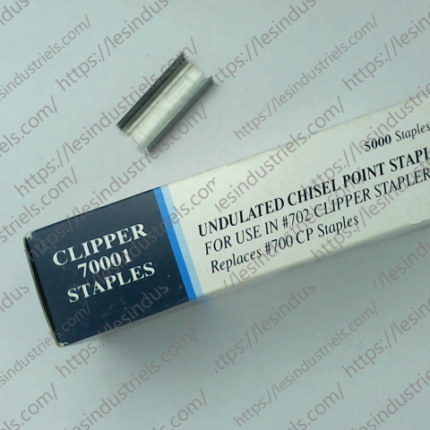 5000 Staples
UNDULATED CHISEL POINT STAPL
FOR USE IN #702 CLIPPER STAPLER
Replaces #700 CP Staples
CLIPPER
70001
STAPLES
https://lesindustriels.com/